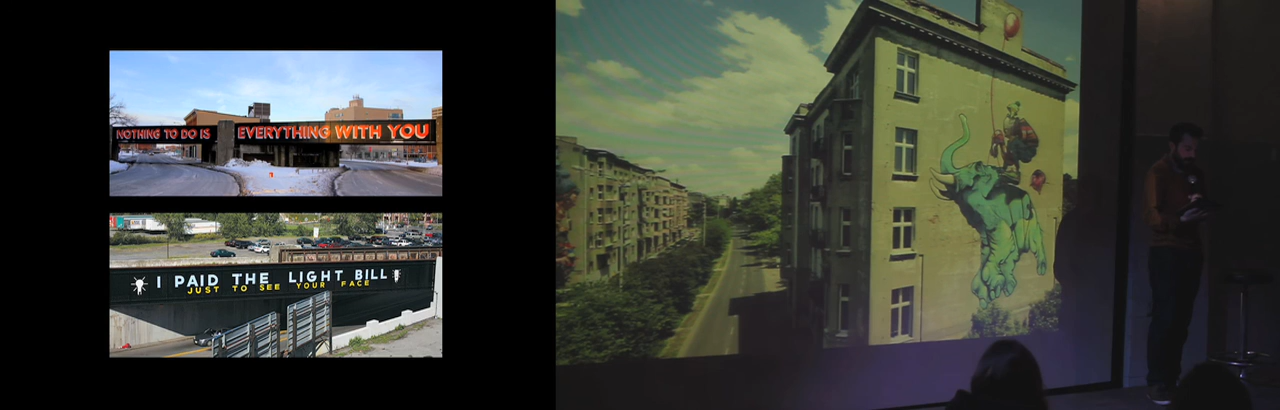 NOTHING TO DO IS EVERYTHING WITH YOU
I PAID THE LIGHT BILL
JUST TO SEE YOUR FACE